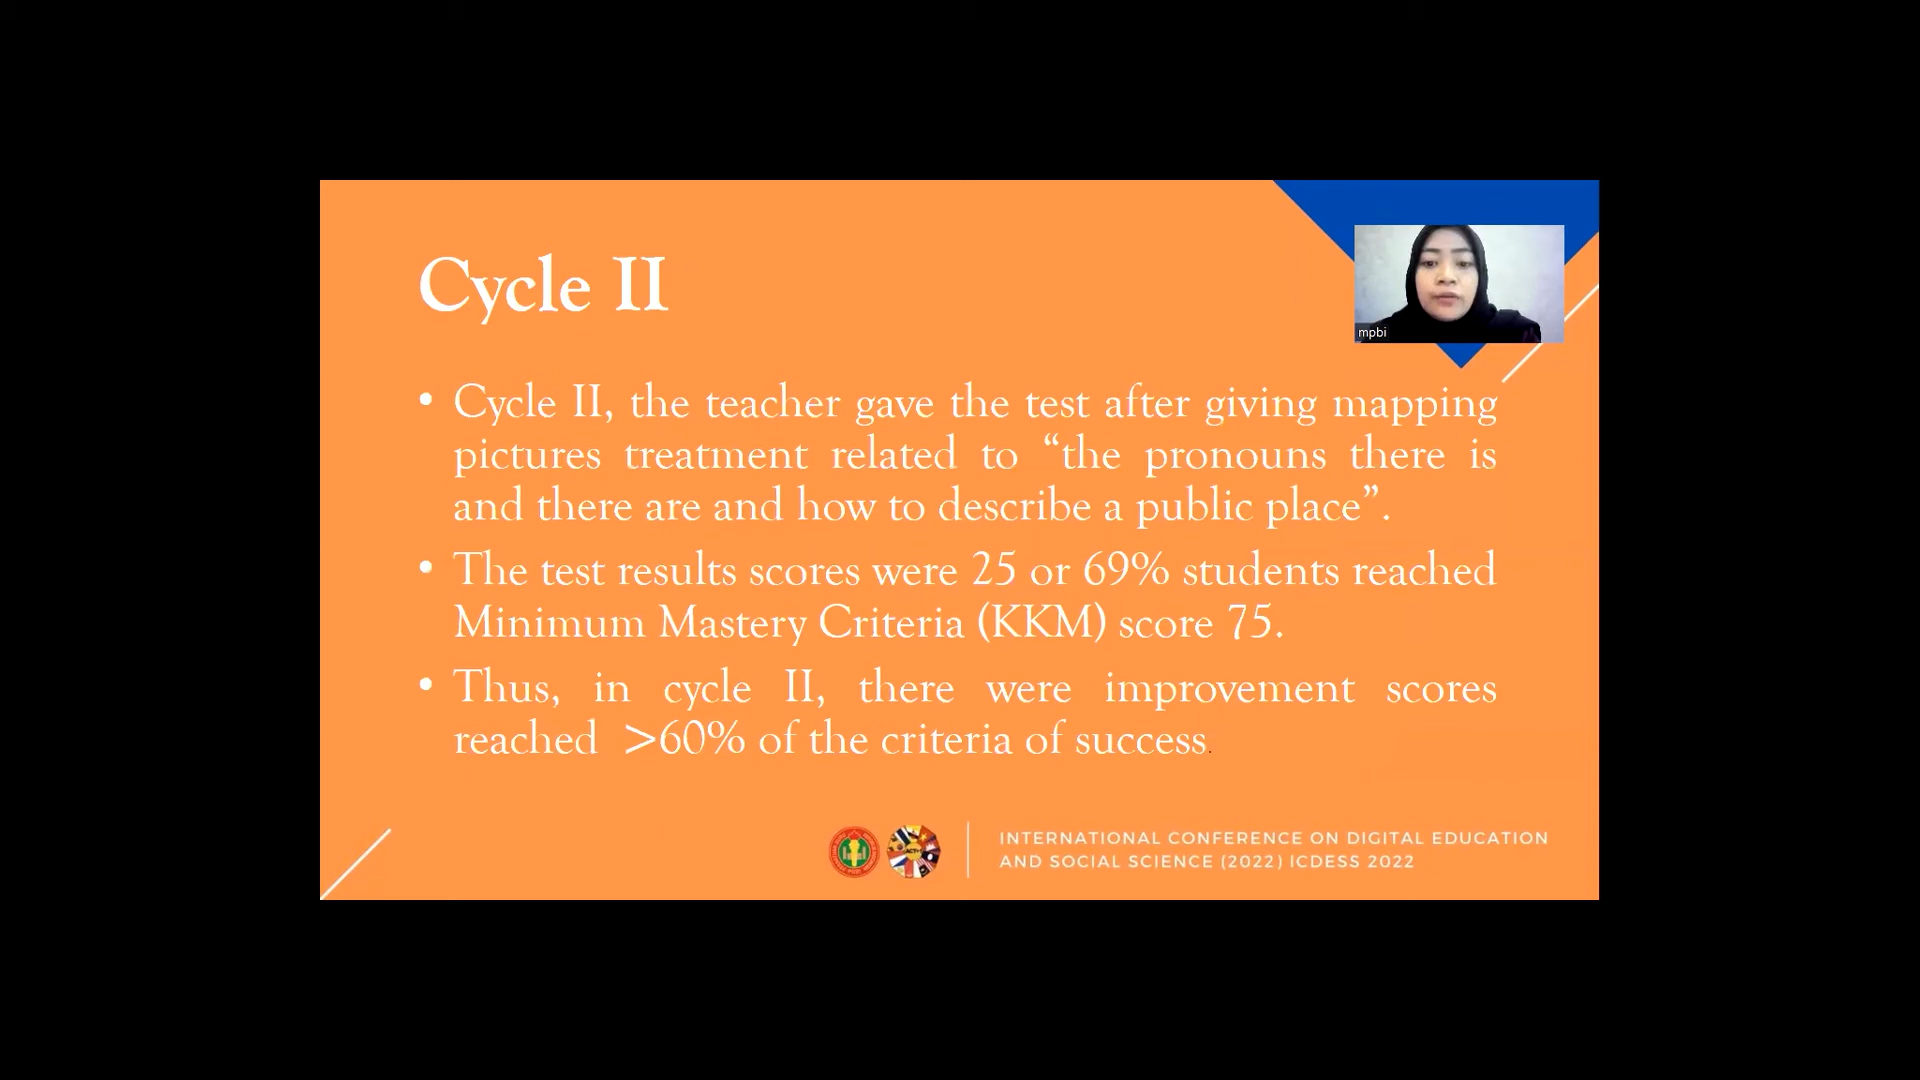 Cycle II
mpbi
• Cycle II, the teacher gave the test after giving mapping
pictures treatment related to “the pronouns there is
and there are and how to describe a public place”.
• The test results scores were 25 or 69% students reached
Minimum Mastery Criteria (KKM) score 75.
• Thus, in cycle II, there were improvement scores
reached >60% of the criteria of success.
INTERNATIONAL CONFERENCE ON DIGITAL EDUCATION
AND SOCIAL SCIENCE (2022) ICDESS 2022